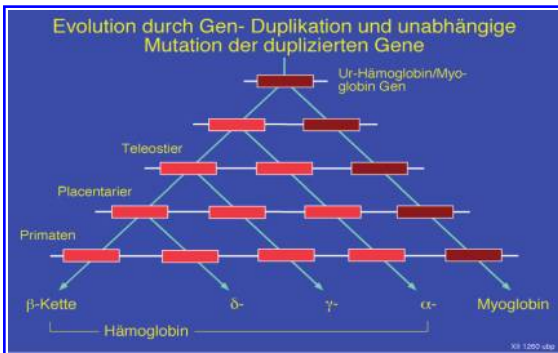 Evolution durch Gen- Duplikation und unabhängige
Mutation der duplizierten Gene
Ur-Hämoglobin/Myo-
globin Gen
Teleostier
Placentarier
Primaten
β-Kette δ- γ- α- Myoglobin
Hämoglobin